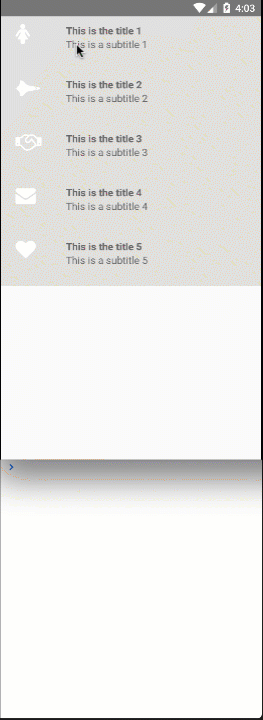 4:03
This is the title 1
This is a subtitle 1
This is the title 2
This is a subtitle 2
This is the title 3
This is a subtitle 3
This is the title 4
This is a subtitle 4
This is the title 5
This is a subtitle 5